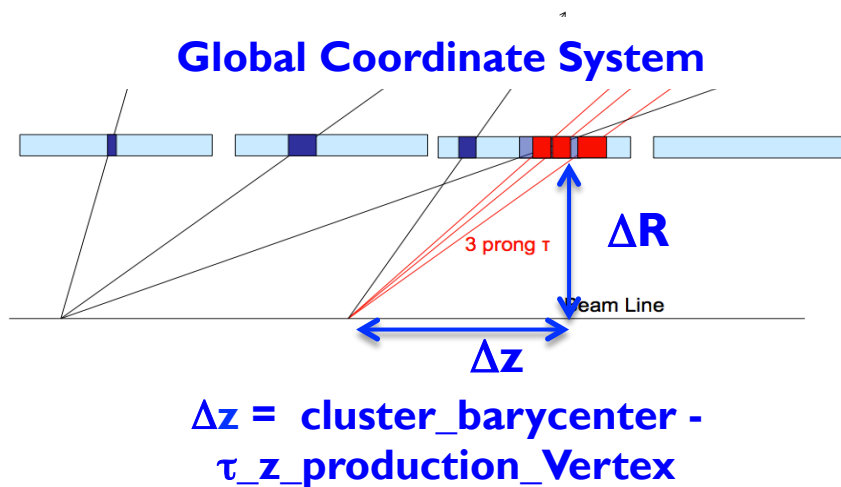 Global Coordinate System
3 prong τ
ΔR
Beam Line
Δz
Δz = cluster_barycenter -
τ_z_production_Vertex